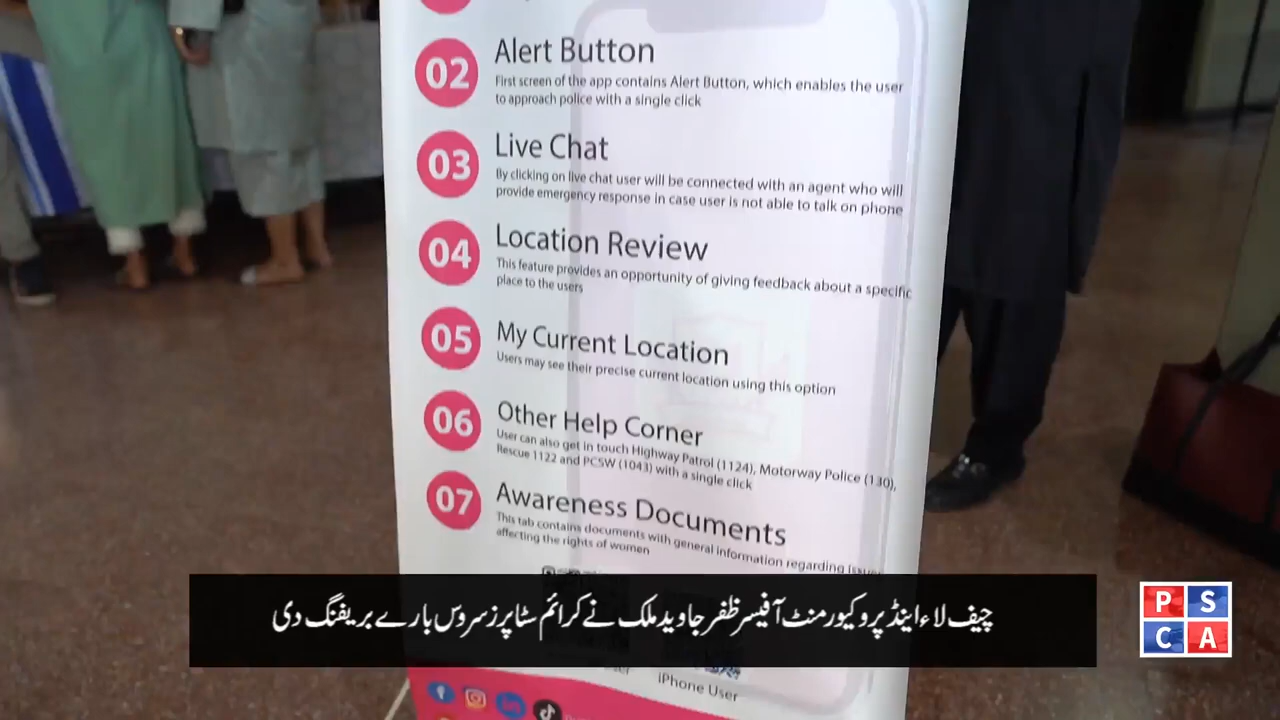 02
Alert Button
First screen of the app contains Alert Button, which enables the user
to approach police with a single click
03
Live Chat
By clicking on live chat user will be connected with an agent who will
provide emergency response in case user is not able to talk on phone
04
Location Review
This feature provides an opportunity of giving feedback about a specific
place to the users
05
My Current Location
Users may see their precise current location using this option
06
Other Help Corner
User can also get in touch Highway Patrol (1124), Motorway Police (130),
Rescue 1122 and PCSW (1043) with a single click
07
Awareness Documents
This tab contains documents with general information regarding issues
affecting the rights of women
چیف لاء اینڈ پروکیورمنٹ آفیسر ظفر جاوید ملک نے کرائم سٹاپرز سروس بارے بریفنگ دی
PS
CA
iPhone User